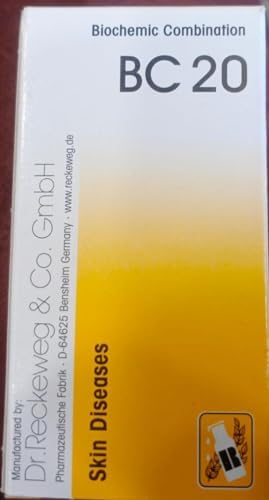 Biochemic Combination
BC 20
Manufactured by:
Dr. Reckeweg & Co. GmbH
Pharmazeutische Fabrik · D-64625 Bensheim Germany · www.reckeweg.de
Skin Diseases
R